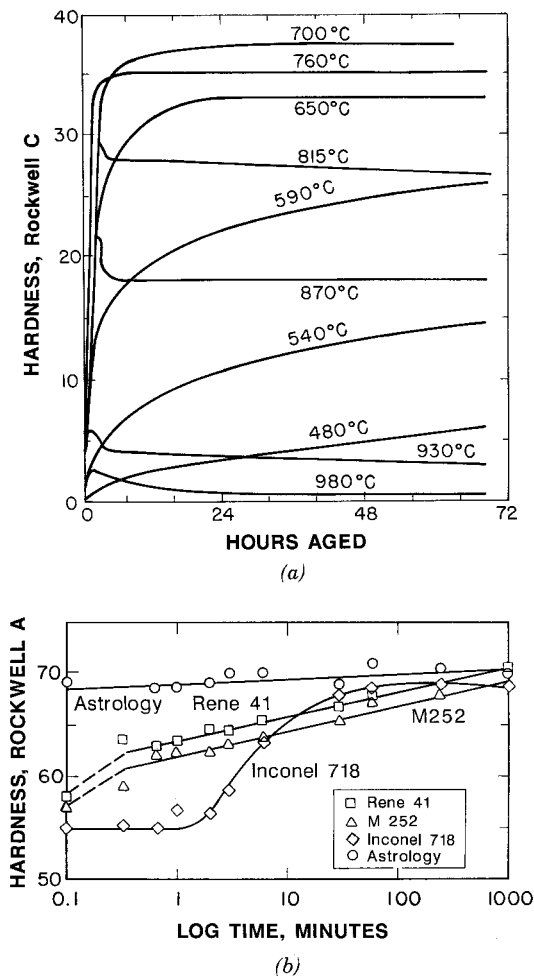 40
700°C
760°C
650°C
30
815°C
590°C
20
870°C
540°C
10
480°C
930°C
980°C
0
0 24 48 72
HARDNESS, Rockwell C
HOURS AGED
(a)
HARDNESS, ROCKWELL A
70
Astrology Rene 41
M252
60
Inconel 718
Rene 41
M 252
Inconel 718
Astrology
50
0.1 1 10 100 1000
LOG TIME, MINUTES
(b)